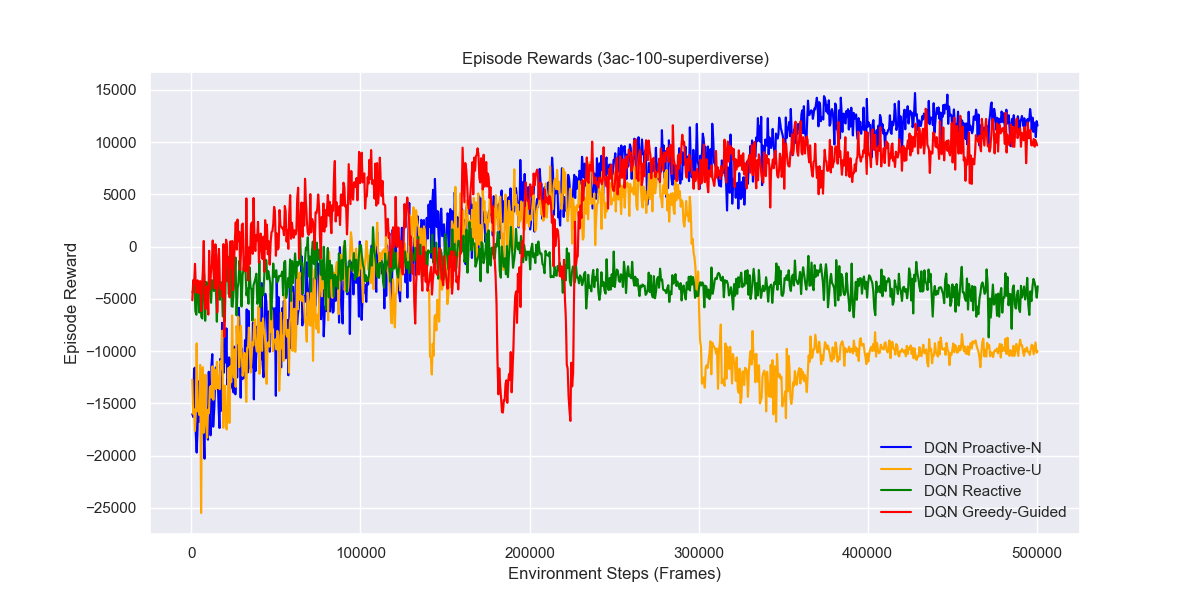 Episode Rewards (3ac-100-superdiverse)
15000
10000
5000
0
−5000
−10000
−15000
−20000
−25000
Episode Reward
0 100000 200000 300000 400000 500000
Environment Steps (Frames)
DQN Proactive-N
DQN Proactive-U
DQN Reactive
DQN Greedy-Guided